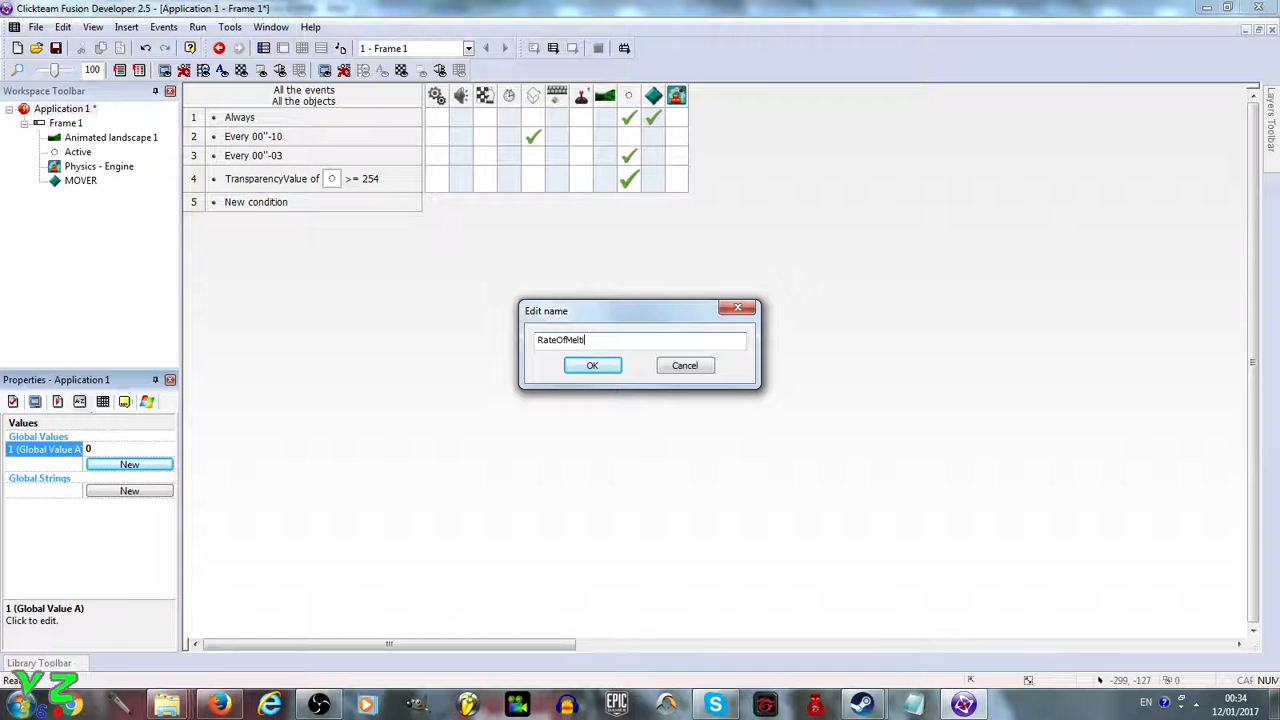 Clickteam Fusion Developer 2.5 - [Application 1 - Frame 1*]
File Edit View Insert Events Run Tools Window Help
1 - Frame 1
100
Workspace Toolbar
Application 1 *
Frame 1
Animated landscape 1
Active
Physics - Engine
MOVER
All the events
All the objects
1 • Always
2 • Every 00"-10
3 • Every 00"-03
4 • TransparencyValue of >= 254
5 • New condition
Layers Toolbar
Edit name
RateOfMelti
OK Cancel
Properties - Application 1
Values
Global Values
1 (Global Value A) 0
New
Global Strings
New
1 (Global Value A)
Click to edit.
Library Toolbar
-299, -127 0 NUM
YZ
EPIC GAMES
EN
00:34
12/01/2017